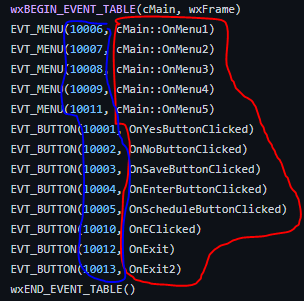 wxBEGIN_EVENT_TABLE(cMain, wxFrame)
EVT_MENU(10006, cMain::OnMenu1)
EVT_MENU(10007, cMain::OnMenu2)
EVT_MENU(10008, cMain::OnMenu3)
EVT_MENU(10009, cMain::OnMenu4)
EVT_MENU(10011, cMain::OnMenu5)
EVT_BUTTON(10001, OnYesButtonClicked)
EVT_BUTTON(10002, OnNoButtonClicked)
EVT_BUTTON(10003, OnSaveButtonClicked)
EVT_BUTTON(10004, OnEnterButtonClicked)
EVT_BUTTON(10005, OnScheduleButtonClicked)
EVT_BUTTON(10010, OnEClicked)
EVT_BUTTON(10012, OnExit)
EVT_BUTTON(10013, OnExit2)
wxEND_EVENT_TABLE()